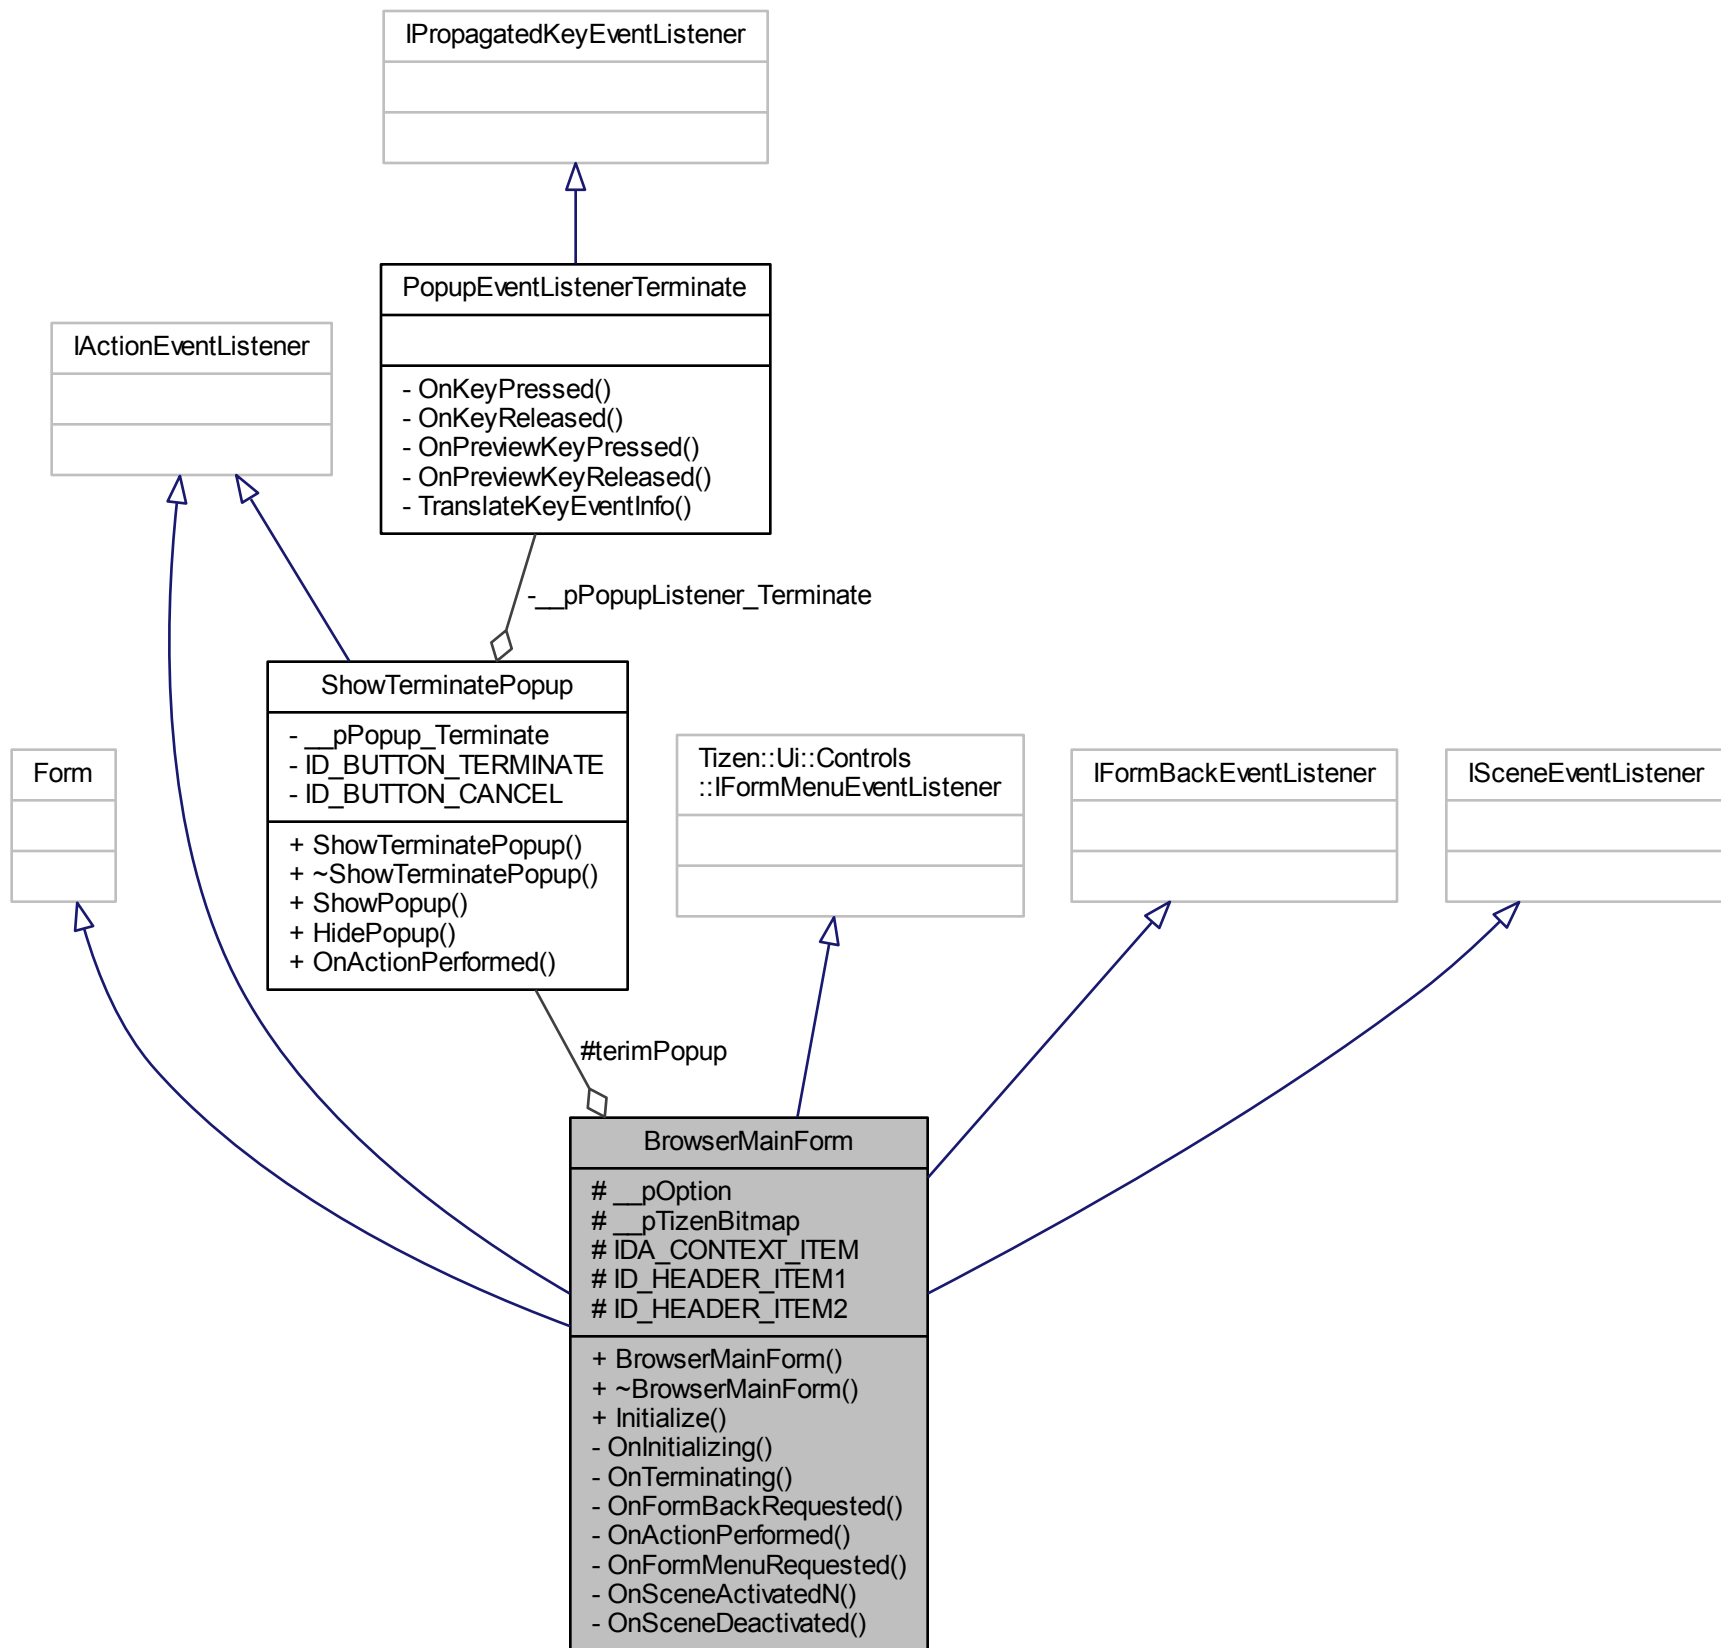 IPropagatedKeyEventListener
PopupEventListenerTerminate
- OnKeyPressed()
- OnKeyReleased()
- OnPreviewKeyPressed()
- OnPreviewKeyReleased()
- TranslateKeyEventInfo()
IActionEventListener
-__pPopupListener_Terminate
ShowTerminatePopup
- __pPopup_Terminate
- ID_BUTTON_TERMINATE
- ID_BUTTON_CANCEL
+ ShowTerminatePopup()
+ ~ShowTerminatePopup()
+ ShowPopup()
+ HidePopup()
+ OnActionPerformed()
Form
Tizen::Ui::Controls
::IFormMenuEventListener
IFormBackEventListener
ISceneEventListener
#terimPopup
BrowserMainForm
# __pOption
# __pTizenBitmap
# IDA_CONTEXT_ITEM
# ID_HEADER_ITEM1
# ID_HEADER_ITEM2
+ BrowserMainForm()
+ ~BrowserMainForm()
+ Initialize()
- OnInitializing()
- OnTerminating()
- OnFormBackRequested()
- OnActionPerformed()
- OnFormMenuRequested()
- OnSceneActivatedN()
- OnSceneDeactivated()